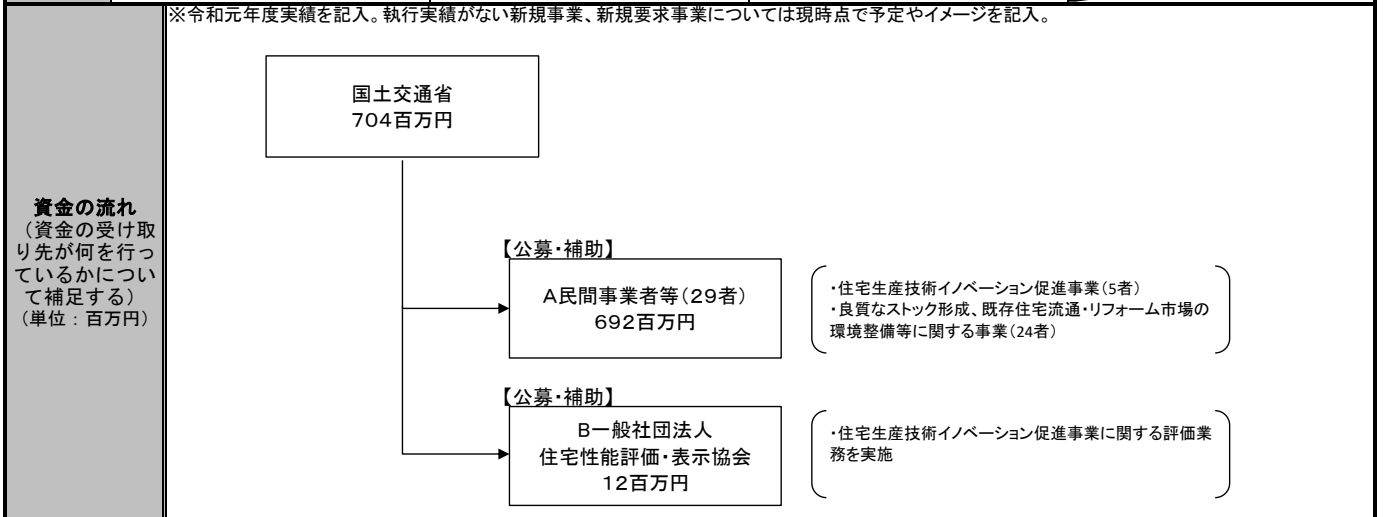 ※令和元年度実績を記入。執行実績がない新規事業、新規要求事業については現時点で予定やイメージを記入。
国土交通省
704百万円
資金の流れ
（資金の受け取
り先が何を行っ
ているかについ
て補足する）
（単位：百万円）
【公募・補助】
A民間事業者等（29者）
692百万円
・住宅生産技術イノベーション促進事業（5者）
・良質なストック形成、既存住宅流通・リフォーム市場の
環境整備等に関する事業（24者）
【公募・補助】
B一般社団法人
住宅性能評価・表示協会
12百万円
・住宅生産技術イノベーション促進事業に関する評価業
務を実施